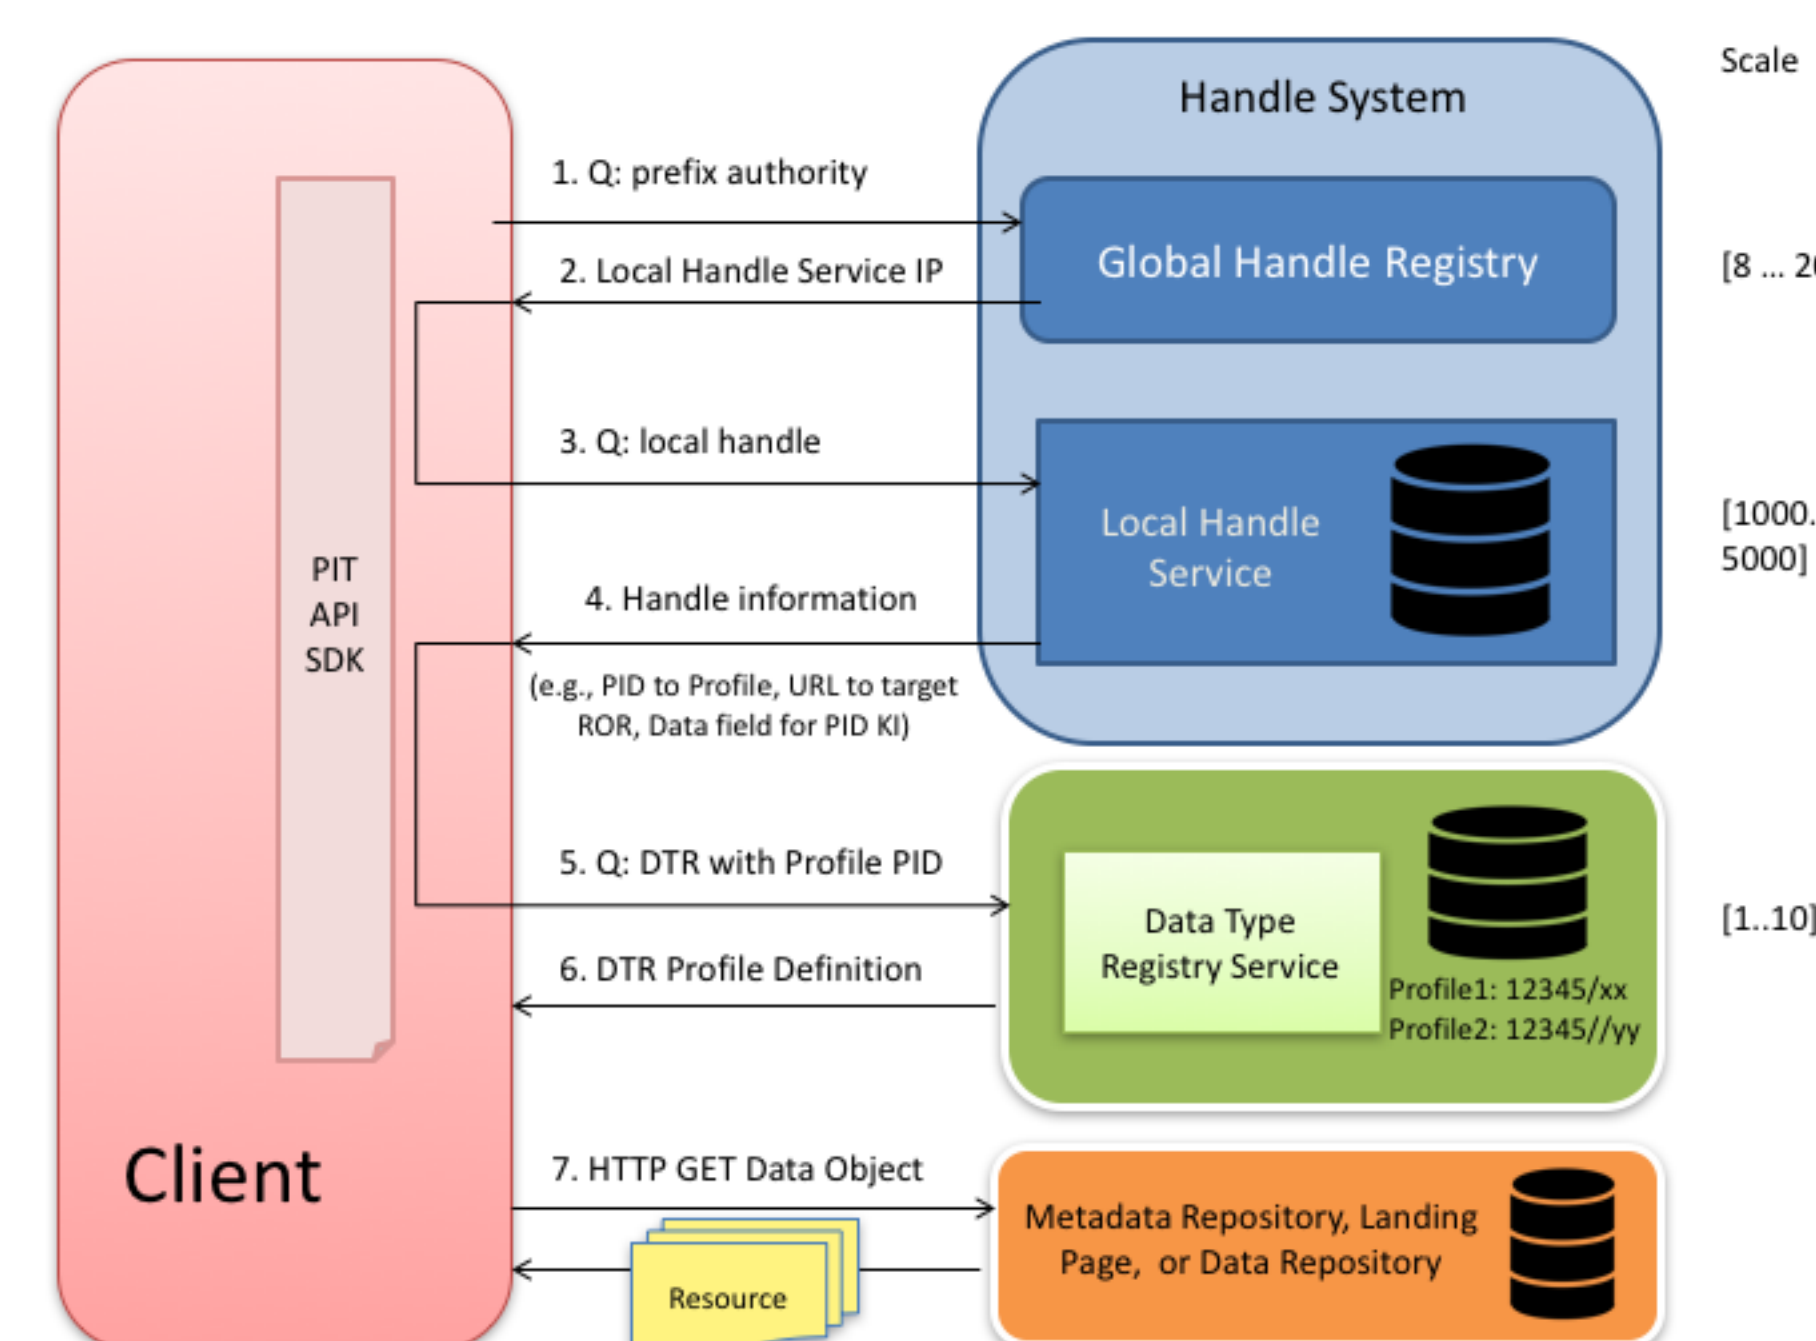 Scale
Handle System
1. Q: prefix authority
Global Handle Registry
[8 ...
2. Local Handle Service IP
3. Q: local handle
Local Handle
Service
[1000.
5000]
PIT
API
SDK
4. Handle information
(e.g., PID to Profile, URL to target
ROR, Data field for PID KI)
5. Q: DTR with Profile PID
Data Type
Registry Service
[1..10]
6. DTR Profile Definition
Profile1: 12345/xx
Profile2: 12345//yy
Client
7. HTTP GET Data Object
Metadata Repository, Landing
Page, or Data Repository
Resource